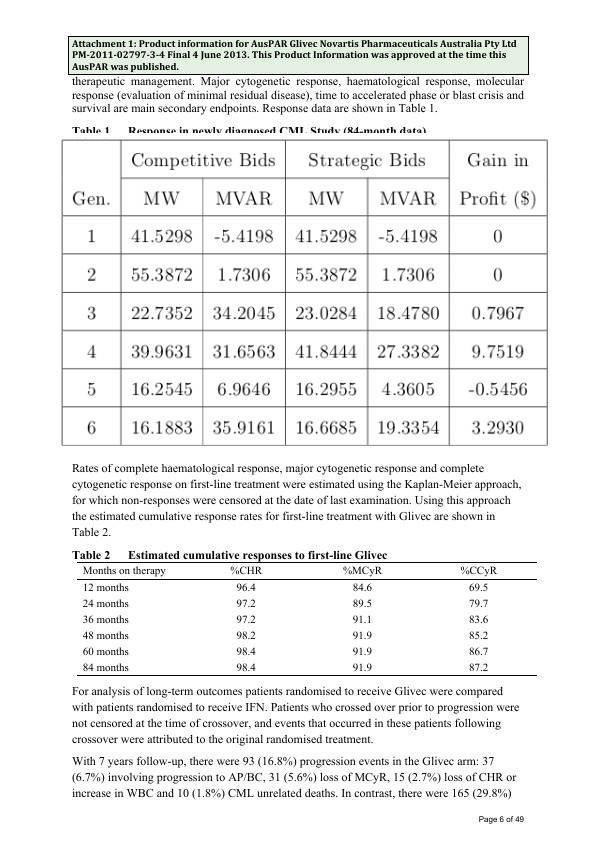 Attachment 1: Product information for AusPAR Glivec Novartis Pharmaceuticals Australia Pty Ltd
PM-2011-02797-3-4 Final 4 June 2013. This Product Information was approved at the time this
AusPAR was published.
therapeutic management. Major cytogenetic response, haematological response, molecular
response (evaluation of minimal residual disease), time to accelerated phase or blast crisis and
survival are main secondary endpoints. Response data are shown in Table 1.
Table 1 Response in newly diagnosed CML Study (84-month data)
Competitive Bids Strategic Bids Gain in
Gen. MW MVAR MW MVAR Profit ($)
1 41.5298 -5.4198 41.5298 -5.4198 0
2 55.3872 1.7306 55.3872 1.7306 0
3 22.7352 34.2045 23.0284 18.4780 0.7967
4 39.9631 31.6563 41.8444 27.3382 9.7519
5 16.2545 6.9646 16.2955 4.3605 -0.5456
6 16.1883 35.9161 16.6685 19.3354 3.2930
Rates of complete haematological response, major cytogenetic response and complete
cytogenetic response on first-line treatment were estimated using the Kaplan-Meier approach,
for which non-responses were censored at the date of last examination. Using this approach
the estimated cumulative response rates for first-line treatment with Glivec are shown in
Table 2.
Table 2 Estimated cumulative responses to first-line Glivec
Months on therapy %CHR %MCyR %CCyR
12 months 96.4 84.6 69.5
24 months 97.2 89.5 79.7
36 months 97.2 91.1 83.6
48 months 98.2 91.9 85.2
60 months 98.4 91.9 86.7
84 months 98.4 91.9 87.2
For analysis of long-term outcomes patients randomised to receive Glivec were compared
with patients randomised to receive IFN. Patients who crossed over prior to progression were
not censored at the time of crossover, and events that occurred in these patients following
crossover were attributed to the original randomised treatment.
With 7 years follow-up, there were 93 (16.8%) progression events in the Glivec arm: 37
(6.7%) involving progression to AP/BC, 31 (5.6%) loss of MCyR, 15 (2.7%) loss of CHR or
increase in WBC and 10 (1.8%) CML unrelated deaths. In contrast, there were 165 (29.8%)
Page 6 of 49